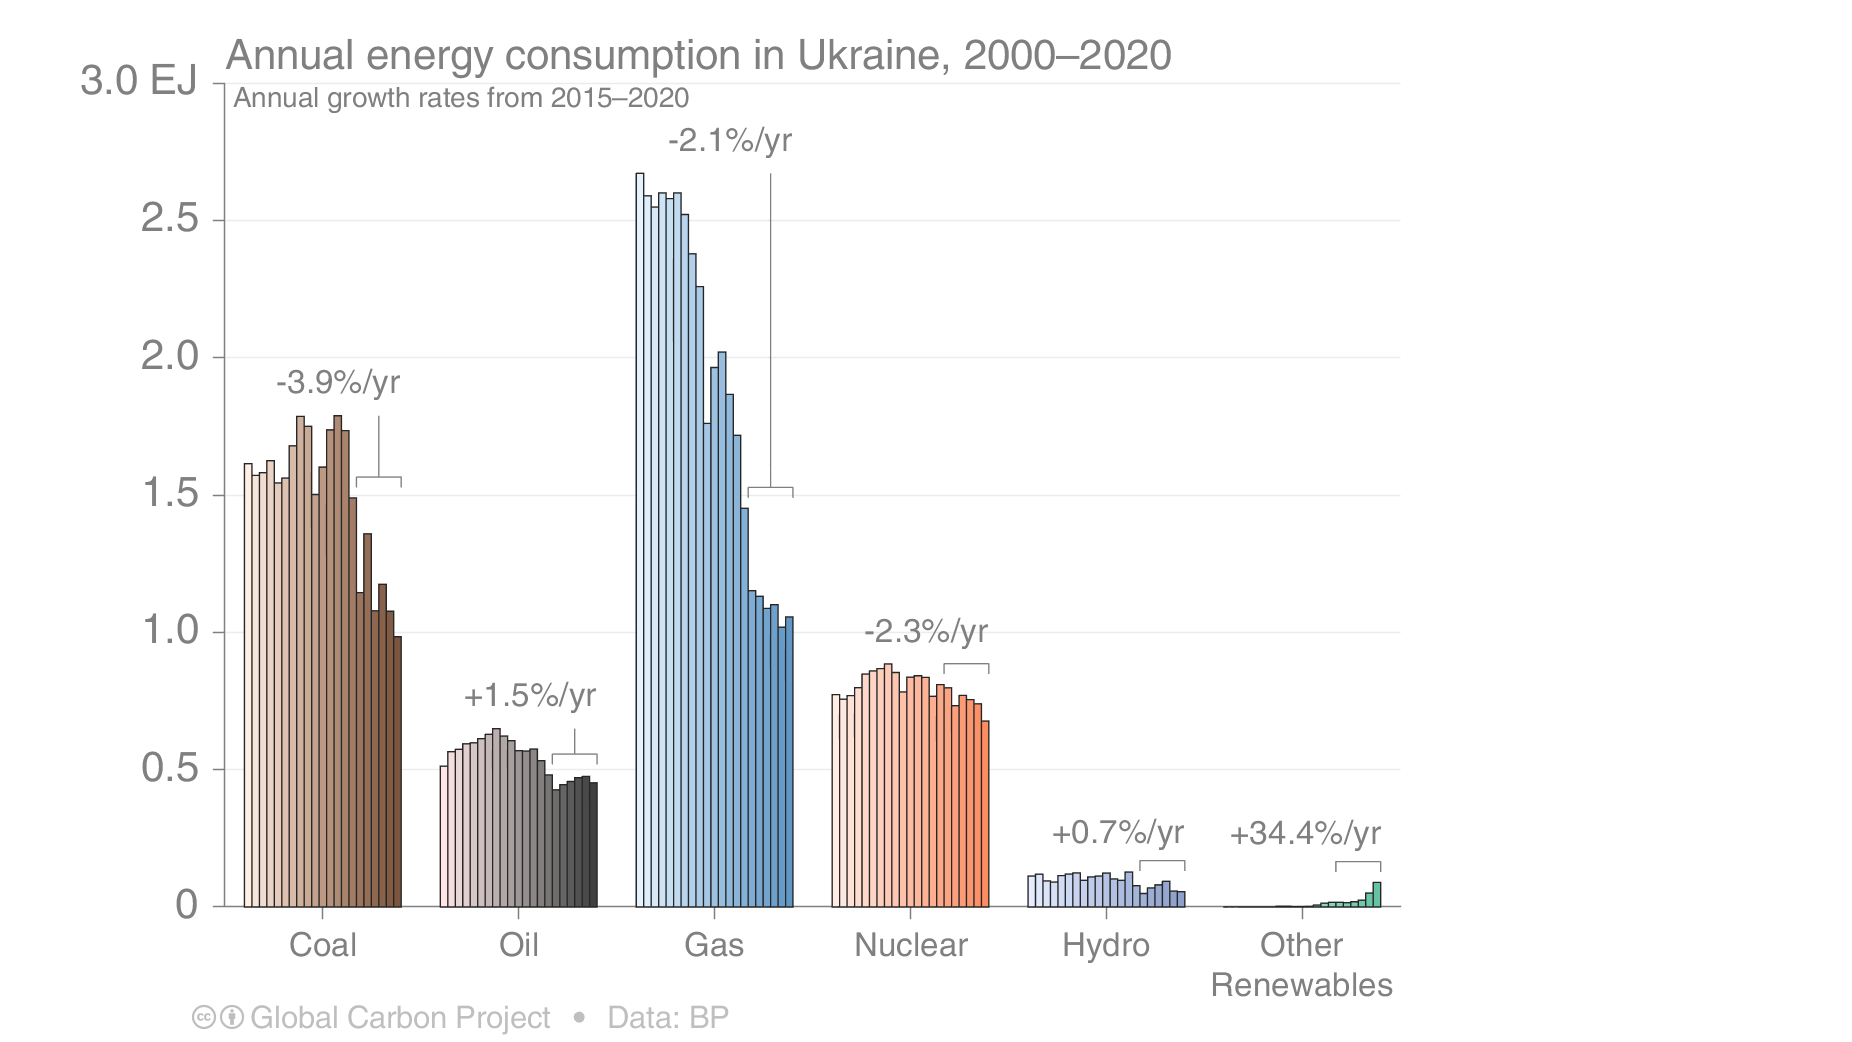 Annual energy consumption in Ukraine, 2000–2020
3.0 EJ
Annual growth rates from 2015–2020
-2.1%/yr
2.5
2.0
-3.9%/yr
1.5
1.0
-2.3%/yr
+1.5%/yr
0.5
+0.7%/yr
+34.4%/yr
0
Coal
Oil
Gas
Nuclear
Hydro
Other
Renewables
cc Global Carbon Project • Data: BP